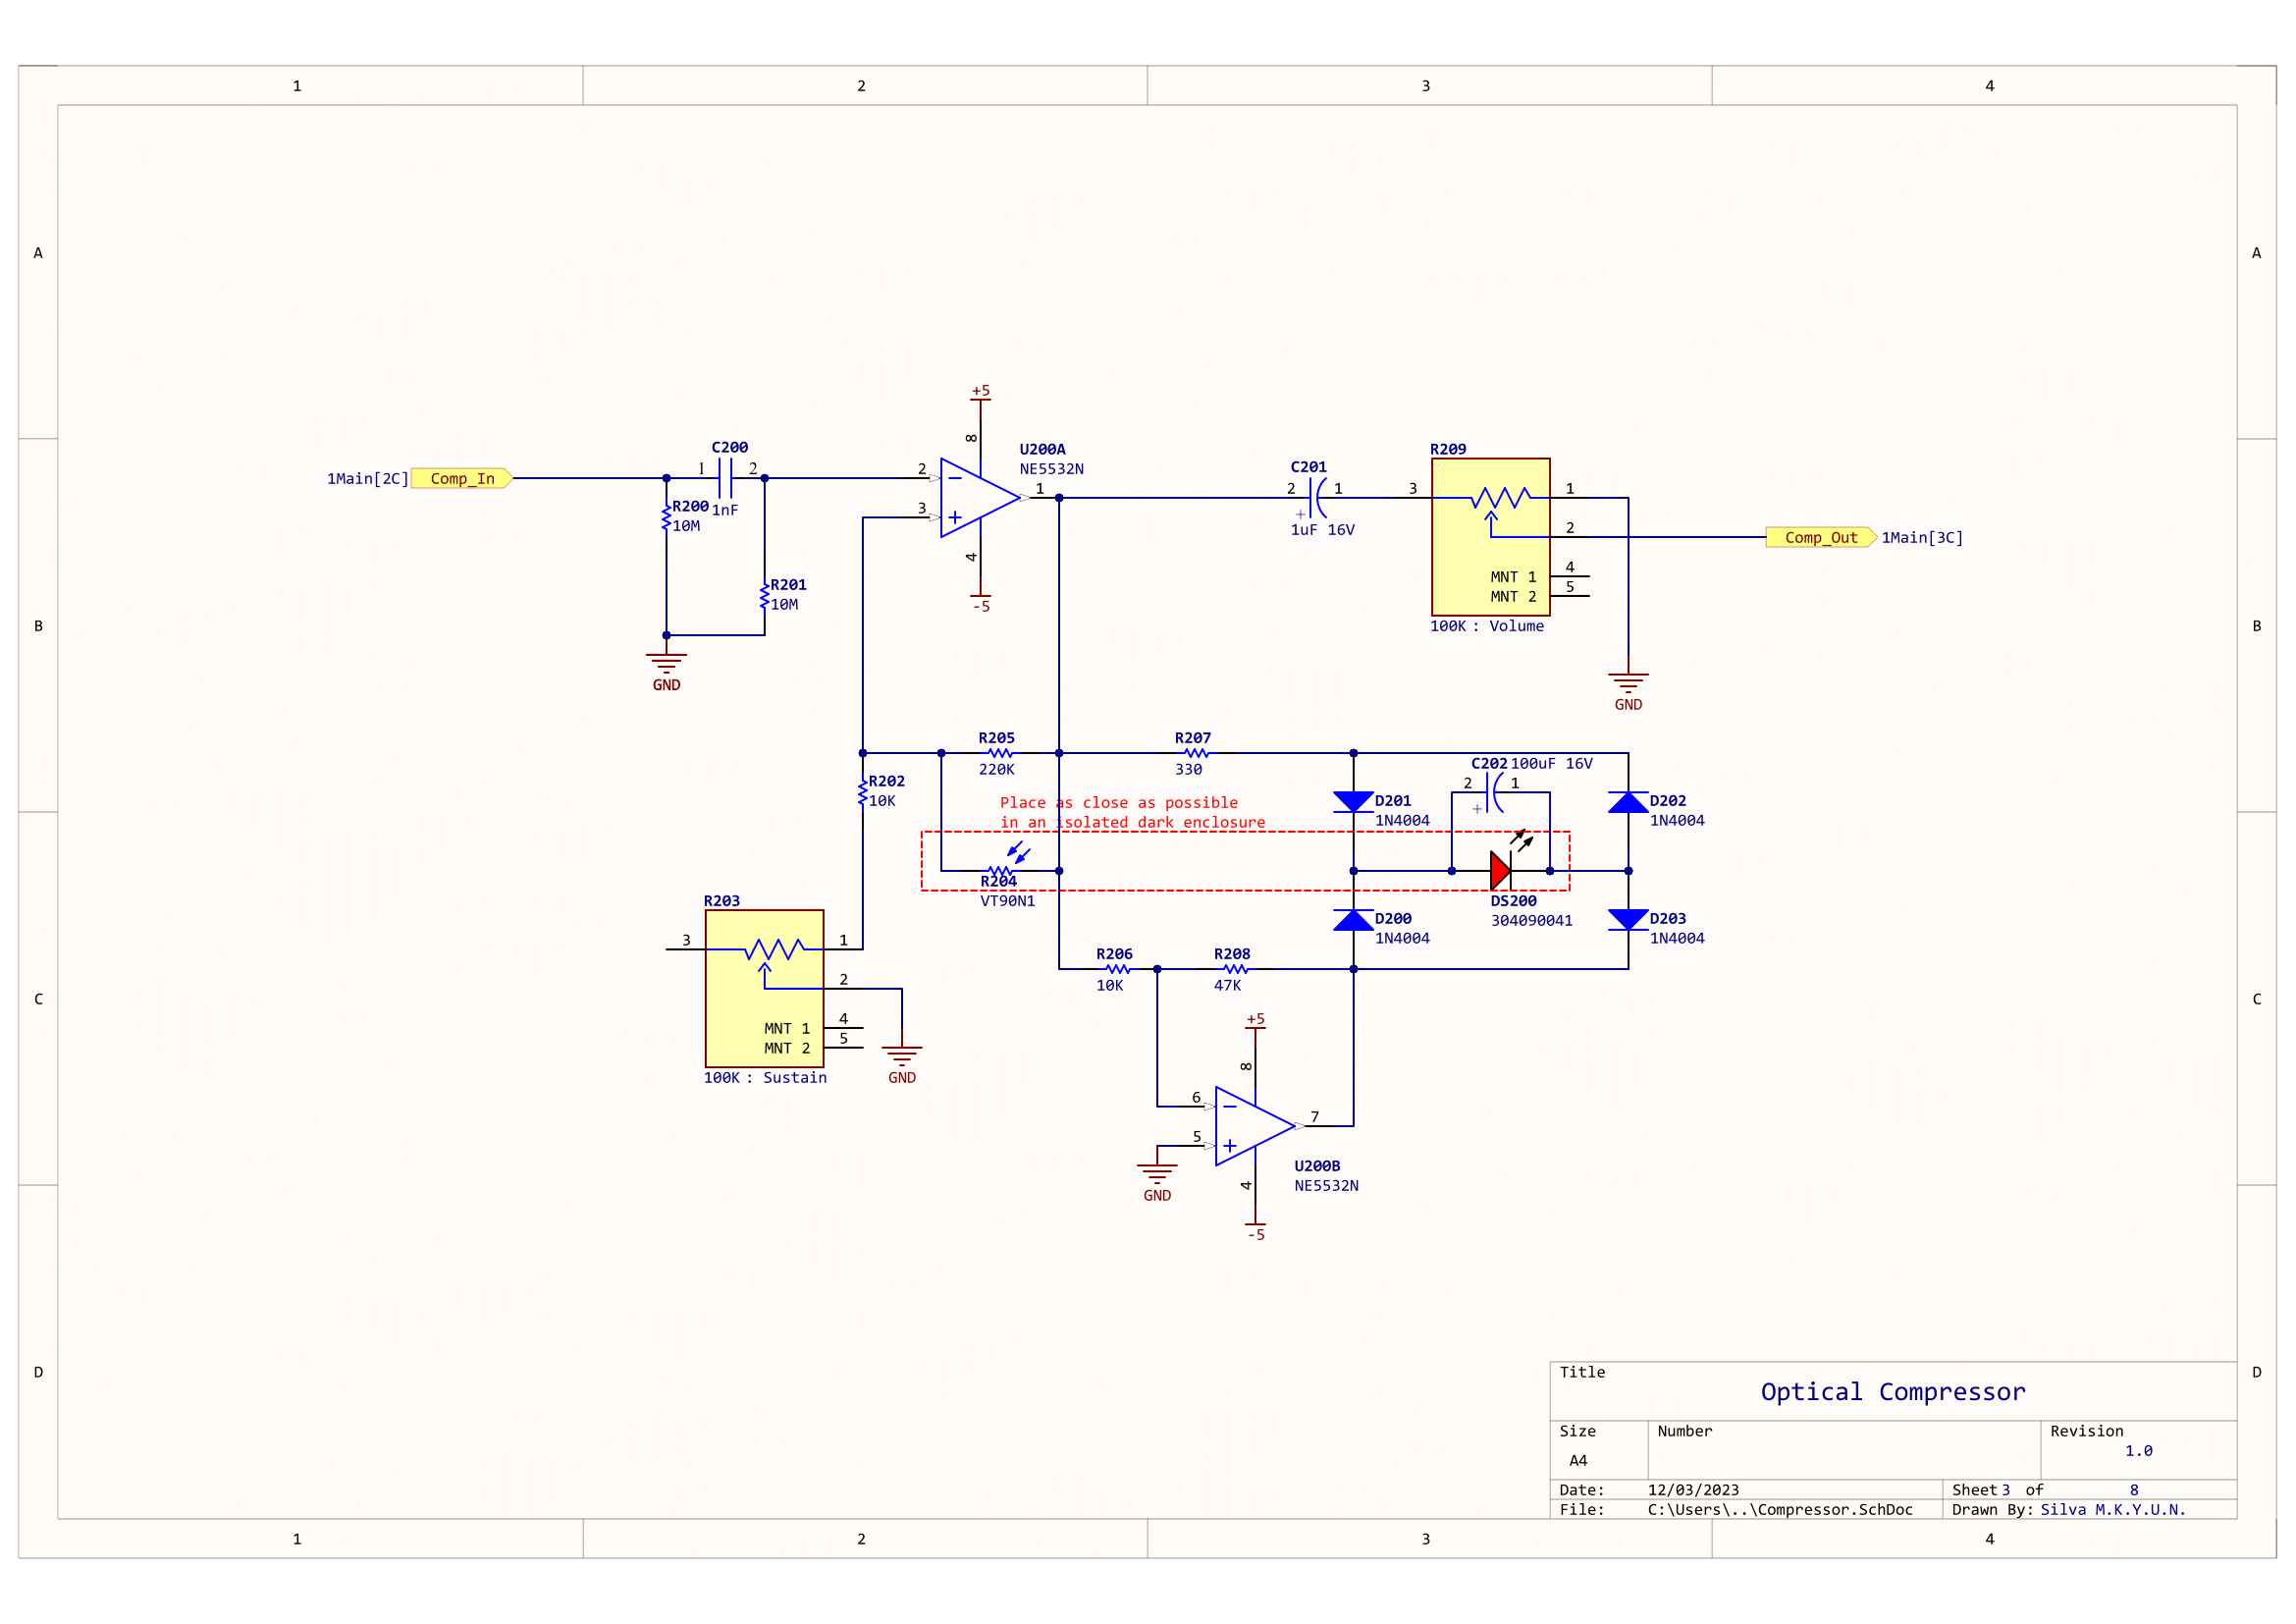 1 2 3 4
A A
B B
C C
D D
+5
8
U200A
NE5532N
C200
1 2
1nF
1Main[2C] Comp_In
R200
10M
R201
10M
GND
2
3
1
4
-5
C201
2 1
+
1uF 16V
R209
3 1
2
MNT 1 4
MNT 2 5
100K : Volume
Comp_Out 1Main[3C]
GND
R205
220K
R207
330
C202 100uF 16V
2 1
+
R202
10K
Place as close as possible
in an isolated dark enclosure
D201
1N4004
D202
1N4004
R204
VT90N1
DS200
304090041
D200
1N4004
D203
1N4004
R203
3 1
2
MNT 1 4
MNT 2 5
100K : Sustain
GND
R206
10K
R208
47K
+5
8
6
5
7
4
-5
GND
U200B
NE5532N
Title
Optical Compressor
Size
A4
Number
Revision
1.0
Date: 12/03/2023
Sheet 3 of 8
File: C:\Users\..\Compressor.SchDoc
Drawn By: Silva M.K.Y.U.N.
1 2 3 4